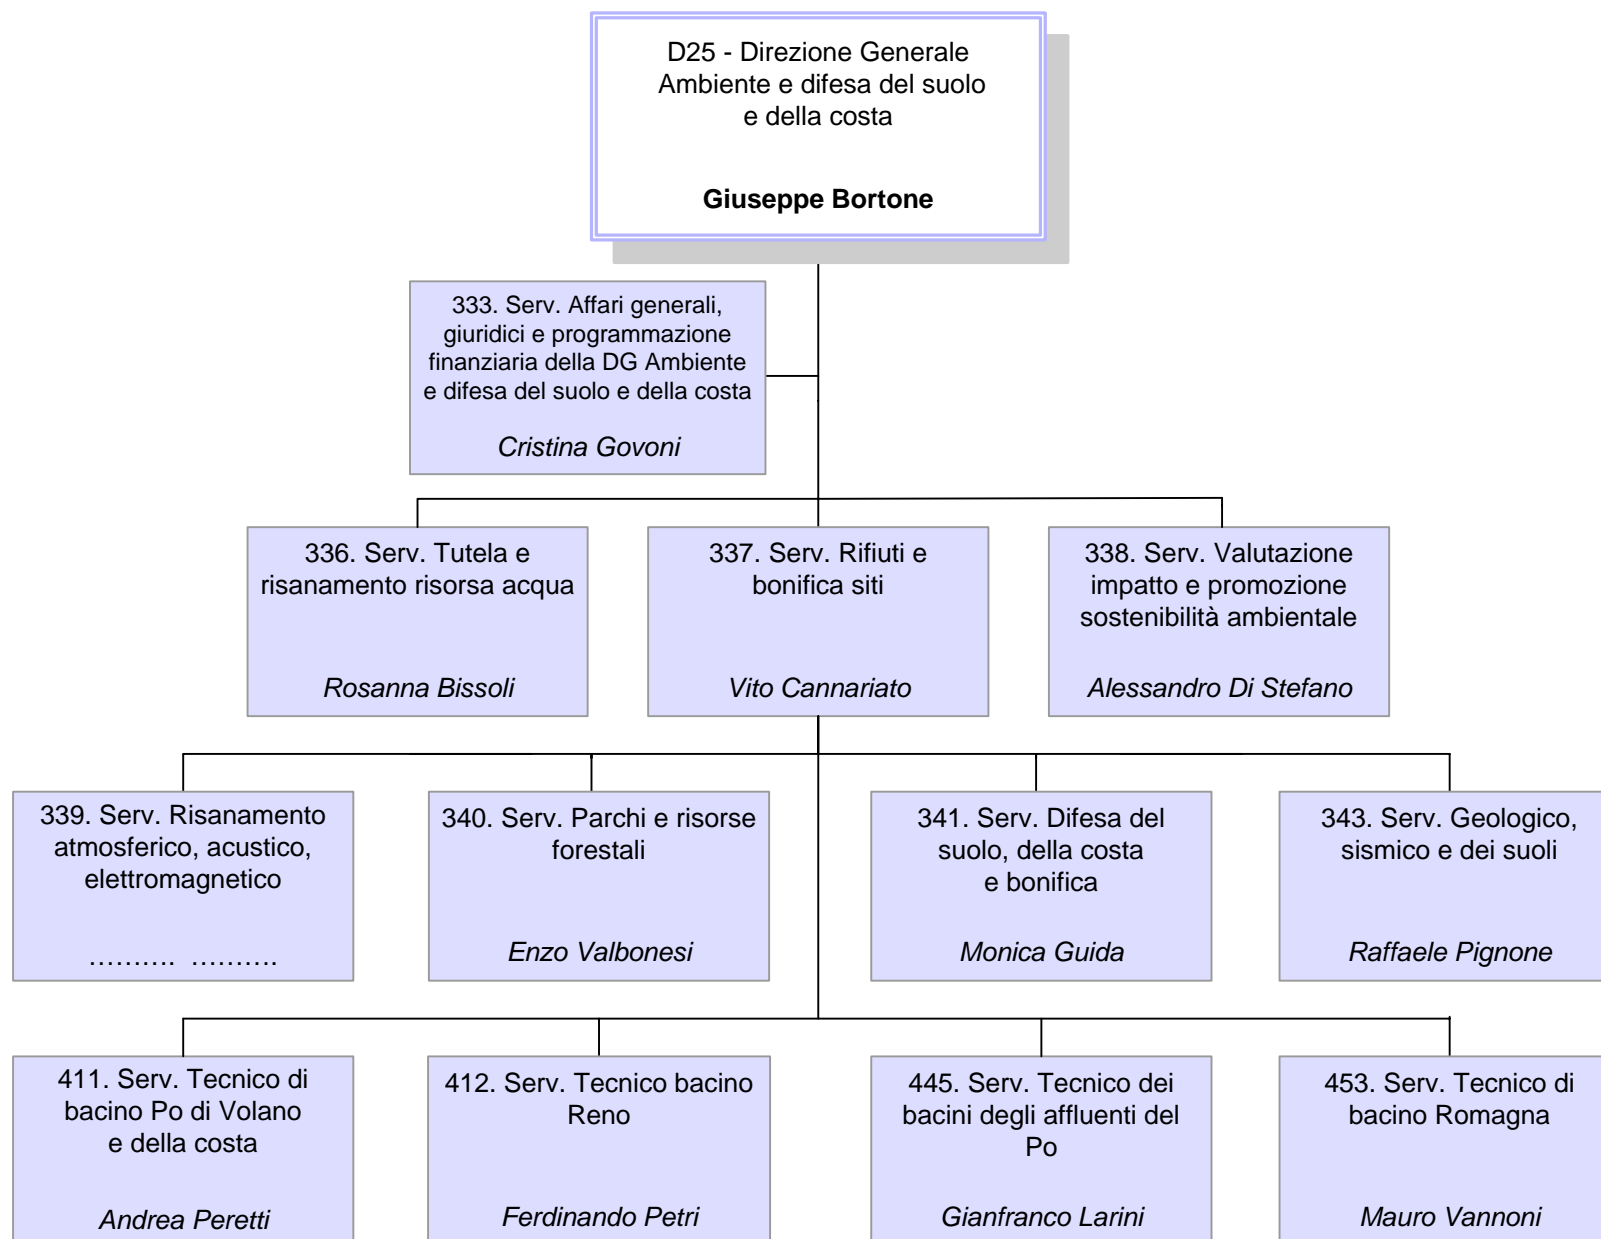 D25 - Direzione Generale
Ambiente e difesa del suolo
e della costa
Giuseppe Bortone
333. Serv. Affari generali,
giuridici e programmazione
finanziaria della DG Ambiente
e difesa del suolo e della costa
Cristina Govoni
336. Serv. Tutela e
risanamento risorsa acqua
Rosanna Bissoli
337. Serv. Rifiuti e
bonifica siti
Vito Cannariato
338. Serv. Valutazione
impatto e promozione
sostenibilità ambientale
Alessandro Di Stefano
339. Serv. Risanamento
atmosferico, acustico,
elettromagnetico
………. ……….
340. Serv. Parchi e risorse
forestali
Enzo Valbonesi
341. Serv. Difesa del
suolo, della costa
e bonifica
Monica Guida
343. Serv. Geologico,
sismico e dei suoli
Raffaele Pignone
411. Serv. Tecnico di
bacino Po di Volano
e della costa
Andrea Peretti
412. Serv. Tecnico bacino
Reno
Ferdinando Petri
445. Serv. Tecnico dei
bacini degli affluenti del
Po
Gianfranco Larini
453. Serv. Tecnico di
bacino Romagna
Mauro Vannoni